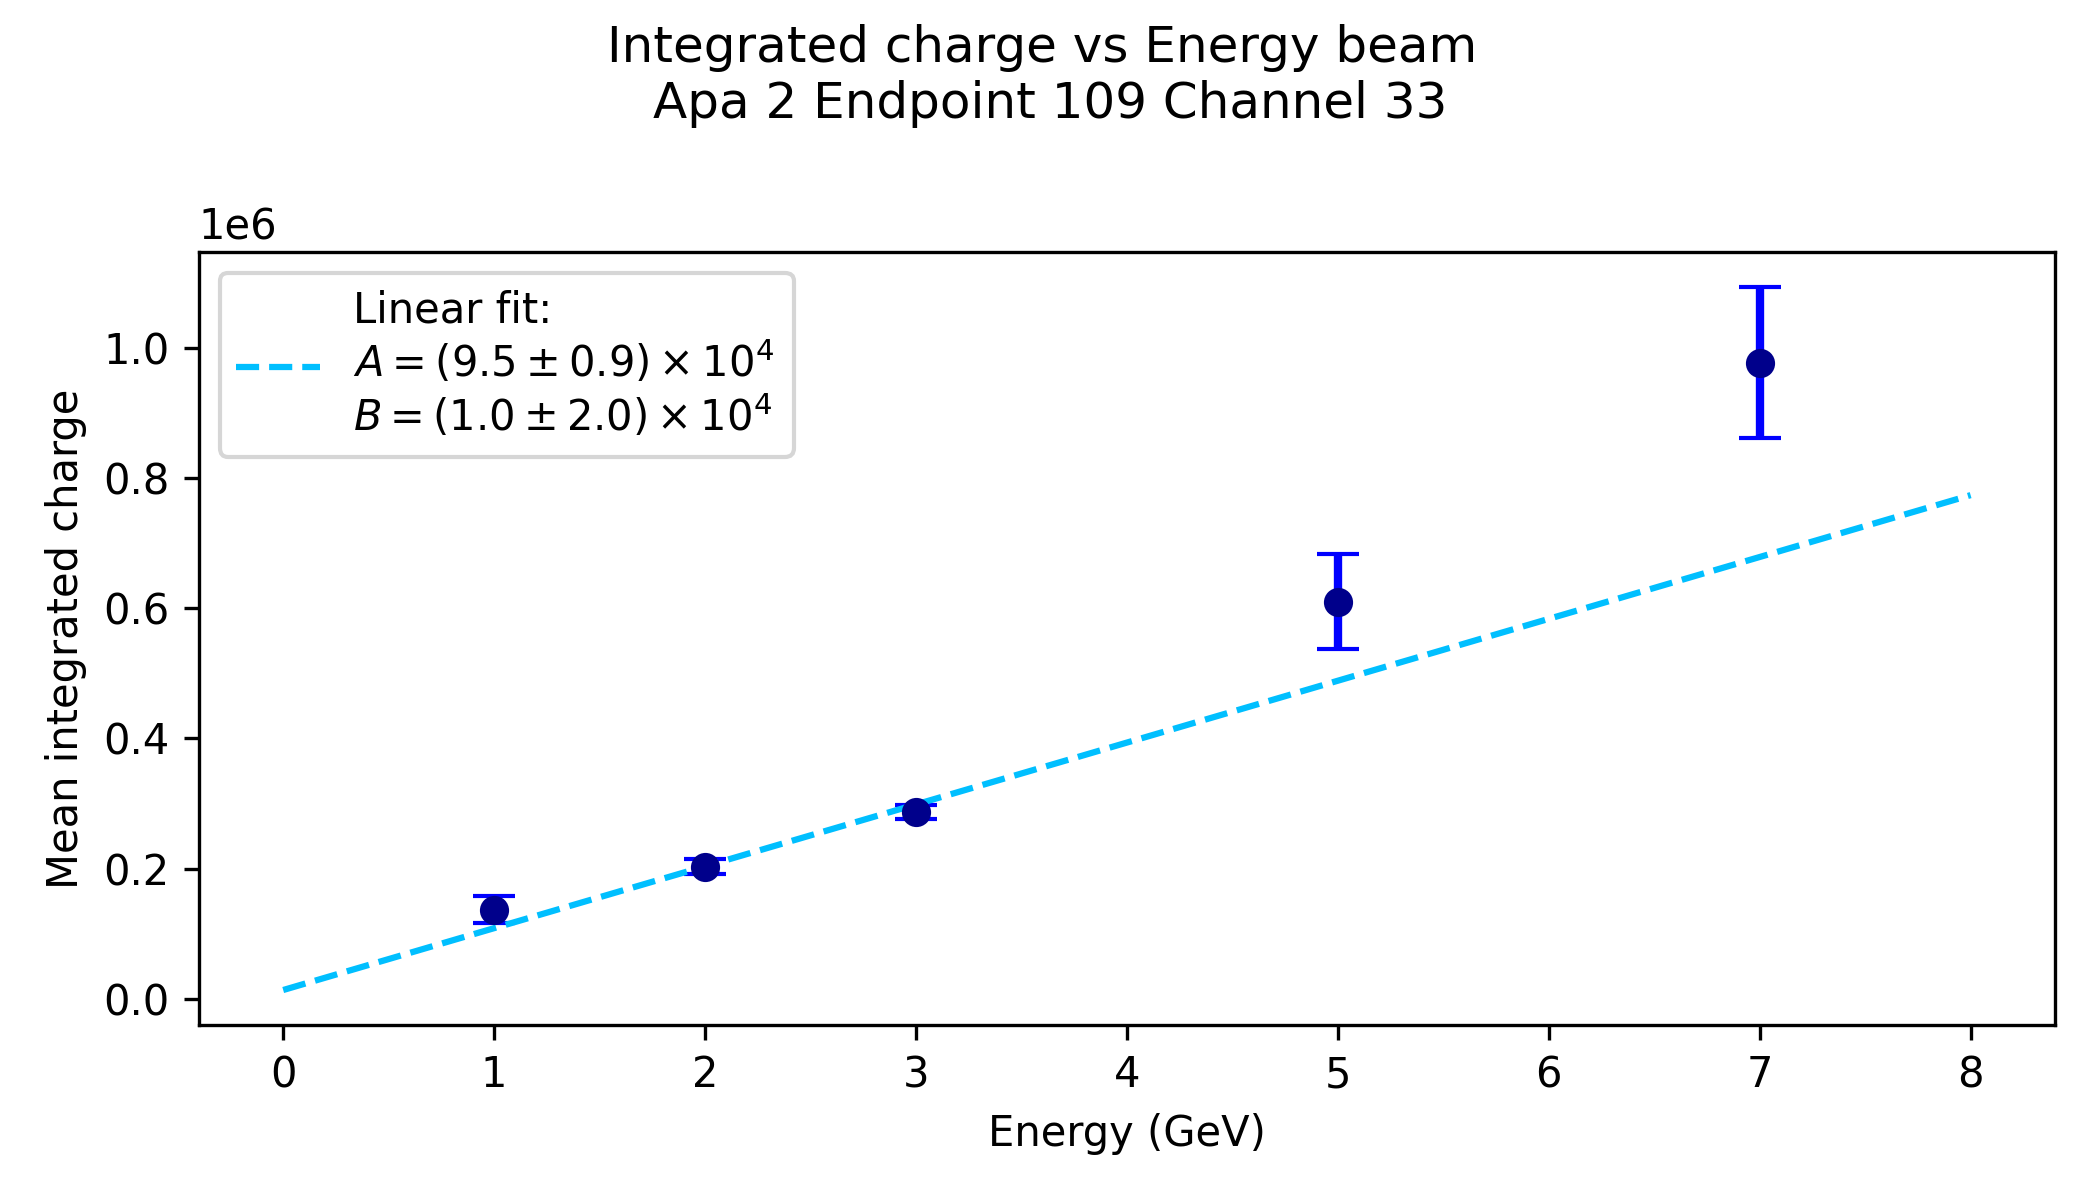 Integrated charge vs Energy beam
Apa 2 Endpoint 109 Channel 33
1e6
Linear fit:
A = (9.5 ± 0.9) × 10⁴
B = (1.0 ± 2.0) × 10⁴
Mean integrated charge
1.0
0.8
0.6
0.4
0.2
0.0
0 1 2 3 4 5 6 7 8
Energy (GeV)